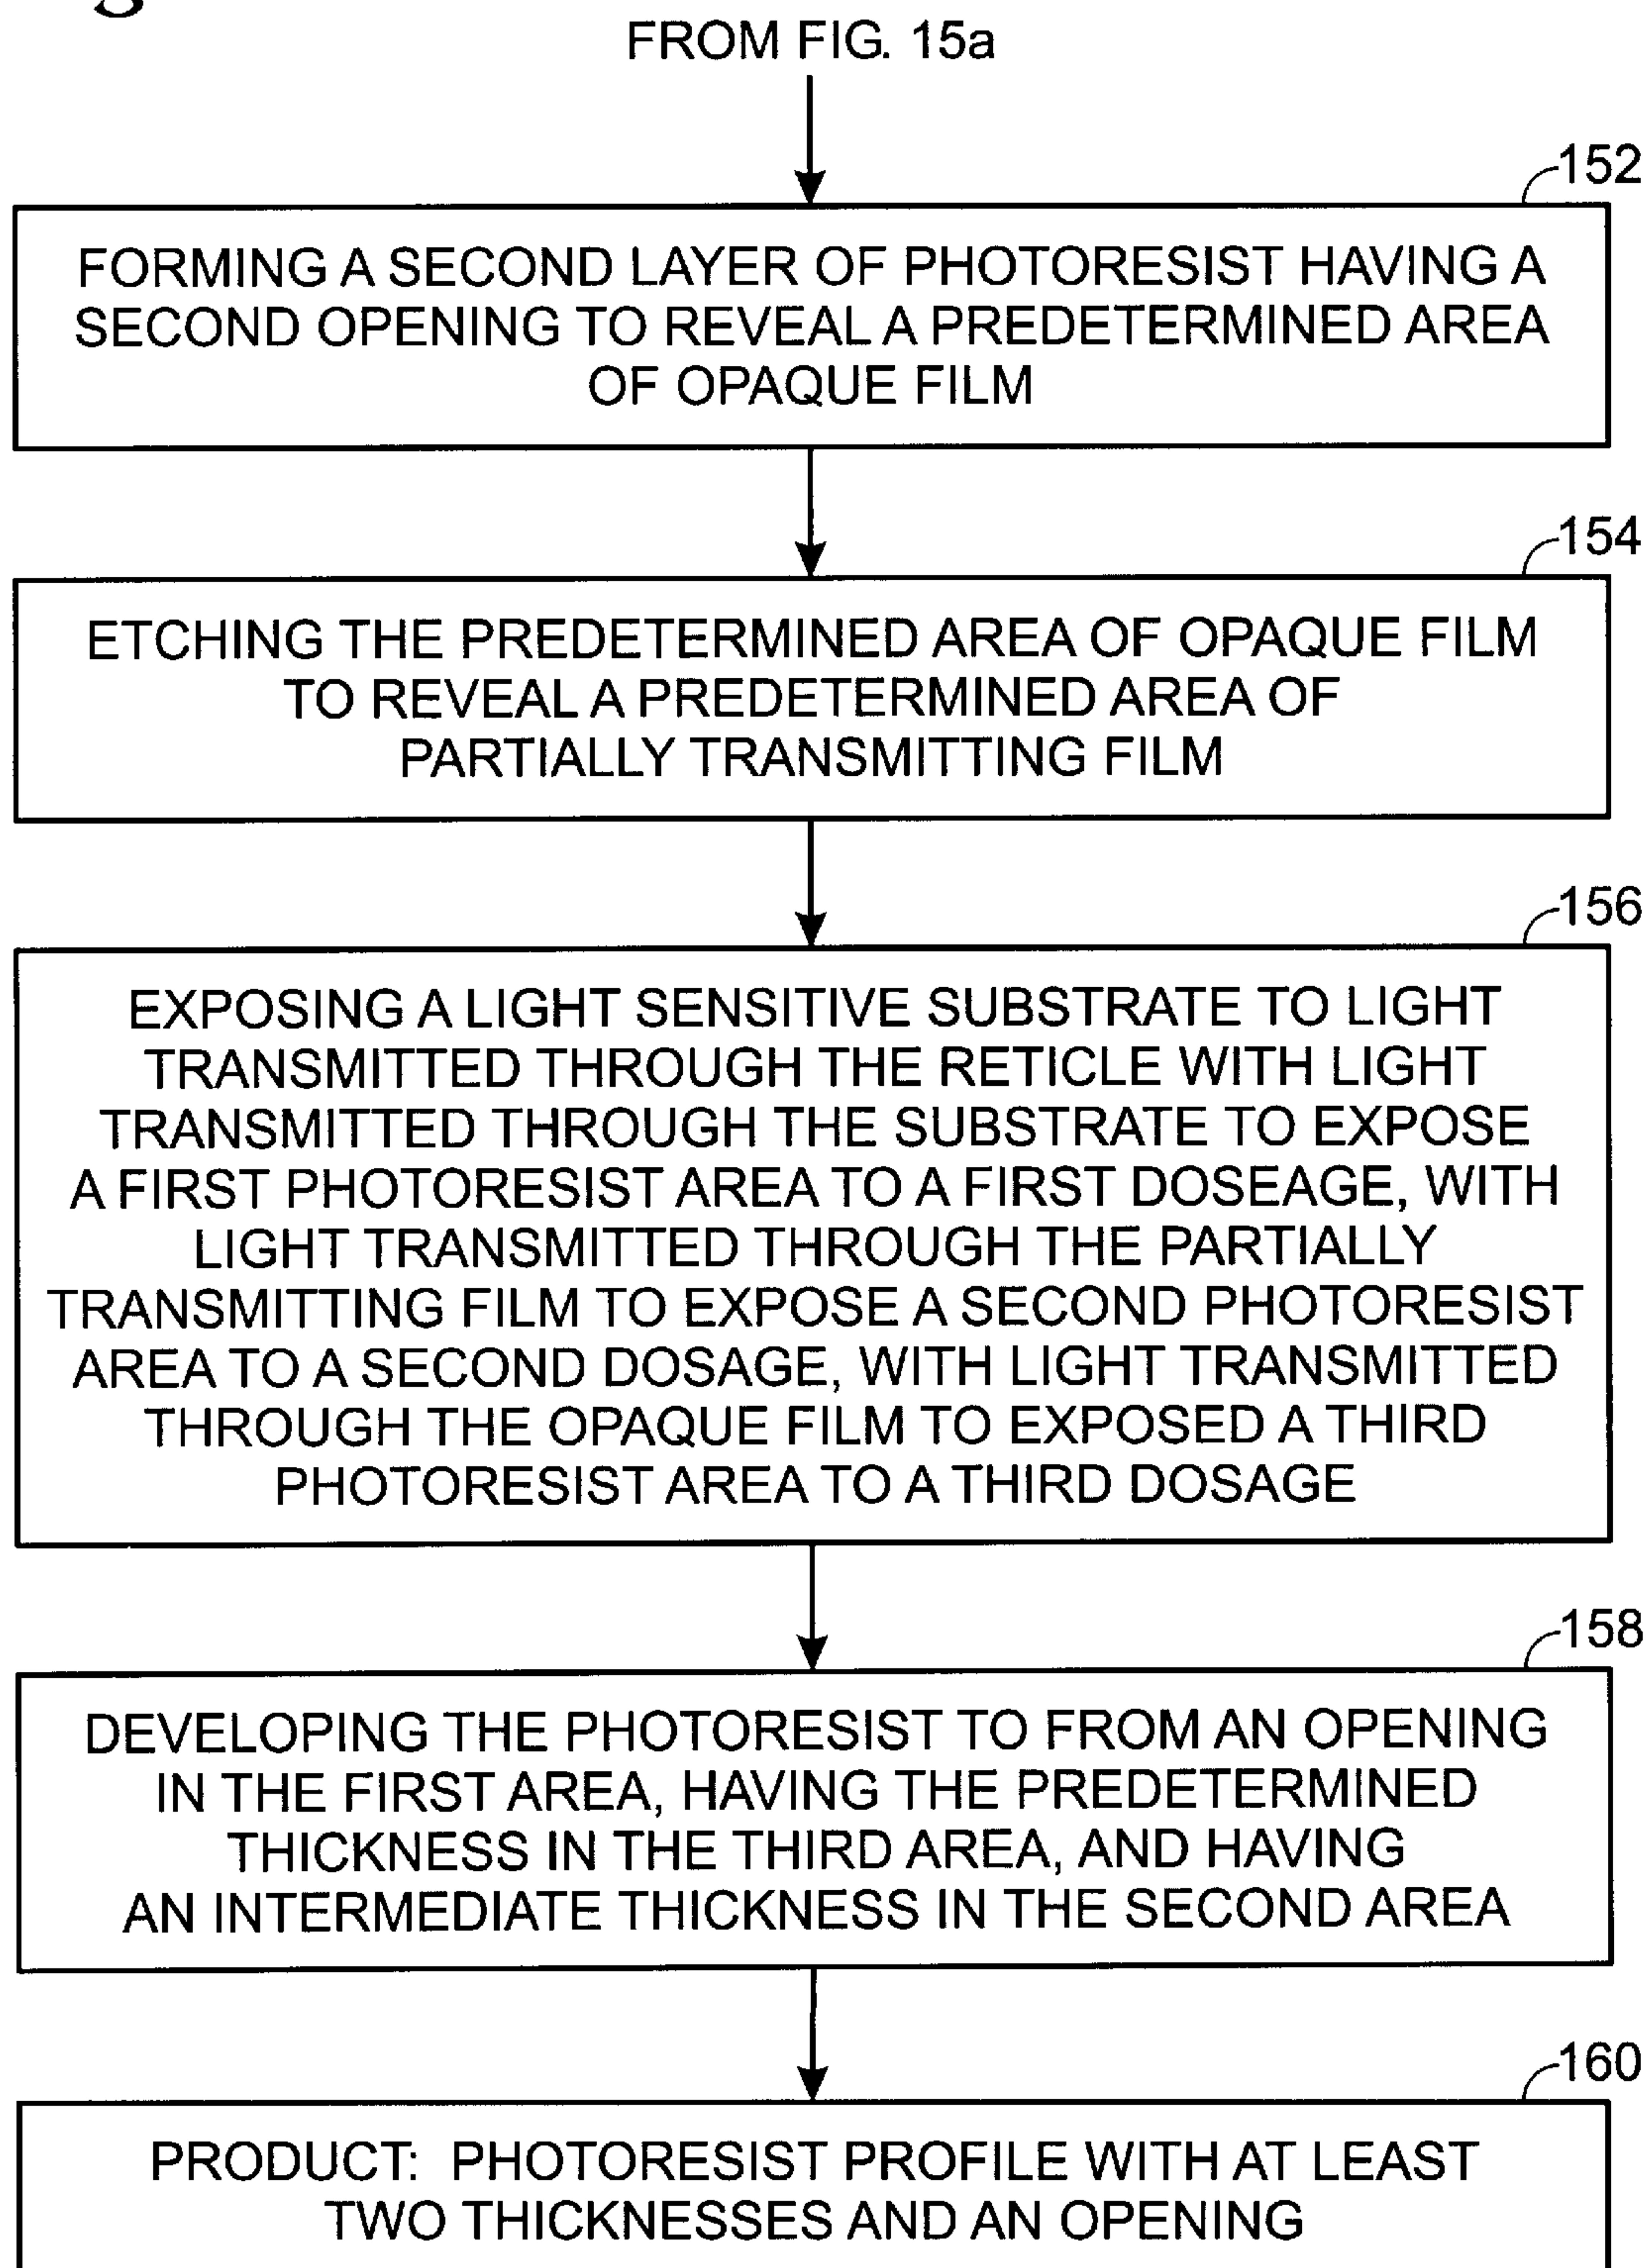 FROM FIG. 15a
152
FORMING A SECOND LAYER OF PHOTORESIST HAVING A
SECOND OPENING TO REVEAL A PREDETERMINED AREA
OF OPAQUE FILM
154
ETCHING THE PREDETERMINED AREA OF OPAQUE FILM
TO REVEAL A PREDETERMINED AREA OF
PARTIALLY TRANSMITTING FILM
156
EXPOSING A LIGHT SENSITIVE SUBSTRATE TO LIGHT
TRANSMITTED THROUGH THE RETICLE WITH LIGHT
TRANSMITTED THROUGH THE SUBSTRATE TO EXPOSE
A FIRST PHOTORESIST AREA TO A FIRST DOSEAGE, WITH
LIGHT TRANSMITTED THROUGH THE PARTIALLY
TRANSMITTING FILM TO EXPOSE A SECOND PHOTORESIST
AREA TO A SECOND DOSAGE, WITH LIGHT TRANSMITTED
THROUGH THE OPAQUE FILM TO EXPOSED A THIRD
PHOTORESIST AREA TO A THIRD DOSAGE
158
DEVELOPING THE PHOTORESIST TO FROM AN OPENING
IN THE FIRST AREA, HAVING THE PREDETERMINED
THICKNESS IN THE THIRD AREA, AND HAVING
AN INTERMEDIATE THICKNESS IN THE SECOND AREA
160
PRODUCT: PHOTORESIST PROFILE WITH AT LEAST
TWO THICKNESSES AND AN OPENING